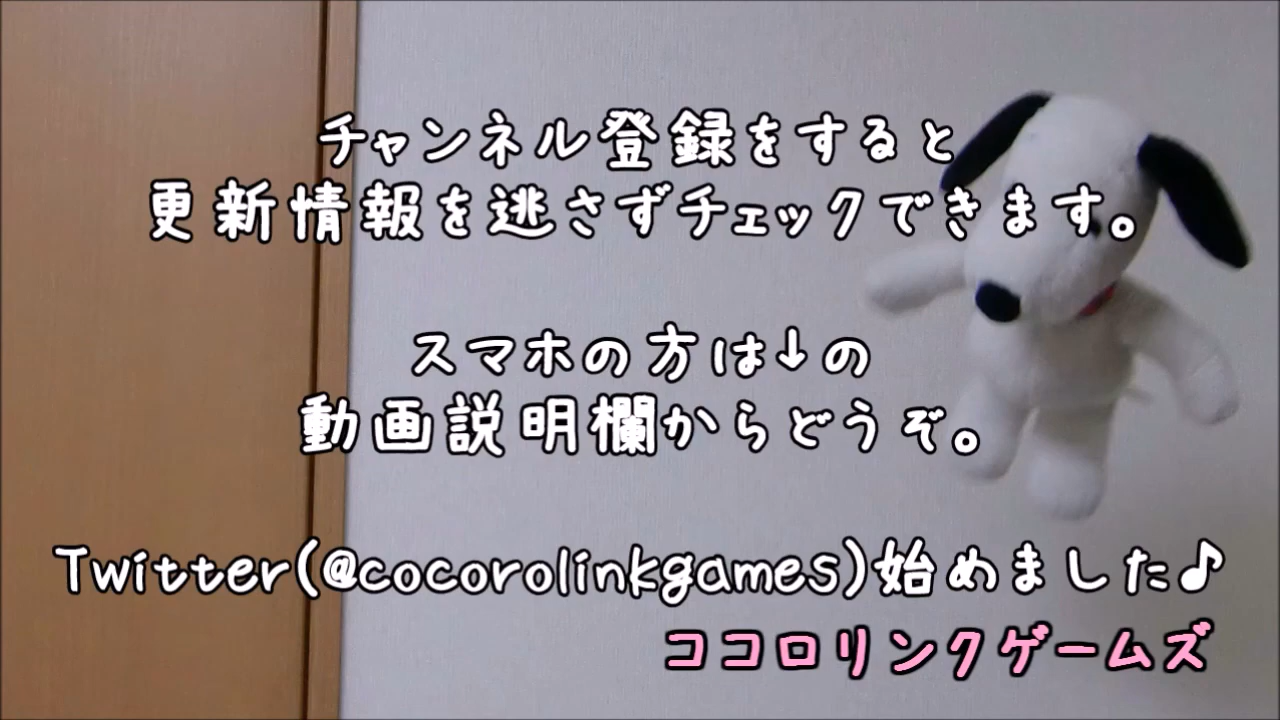 チャンネル登録をすると
更新情報を逃さずチェックできます。
スマホの方は↓の
動画説明欄からどうぞ。
Twitter(@cocorolinkgames)始めました♪
ココロリンクゲームズ